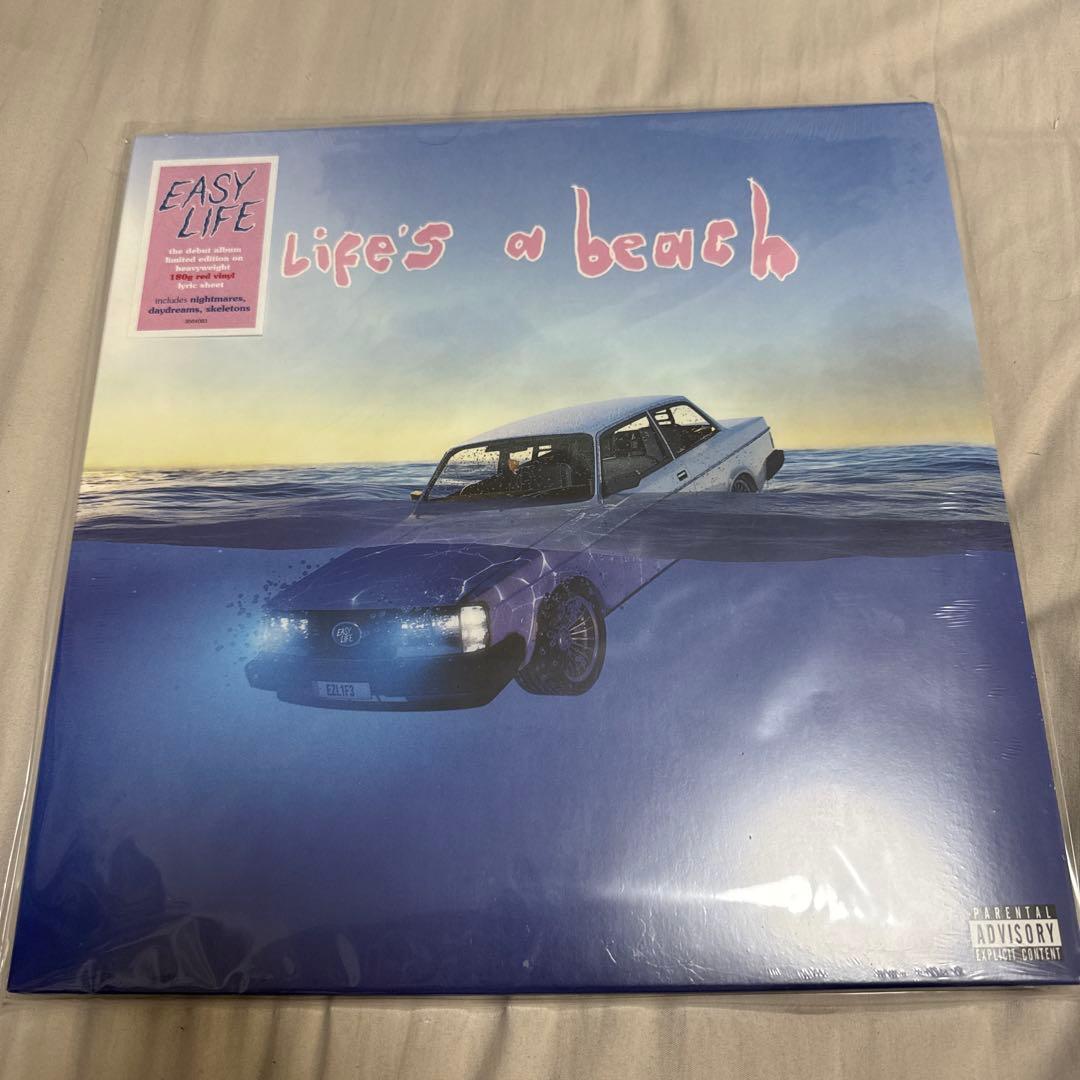 EASY
LIFE
the debut album
limited edition on
heavyweight
180g red vinyl
lyric sheet
includes nightmares,
daydreams, skeletons
Life's a beach
EASY
LIFE
EZL1F3
PARENTAL
ADVISORY
EXPLICIT CONTENT